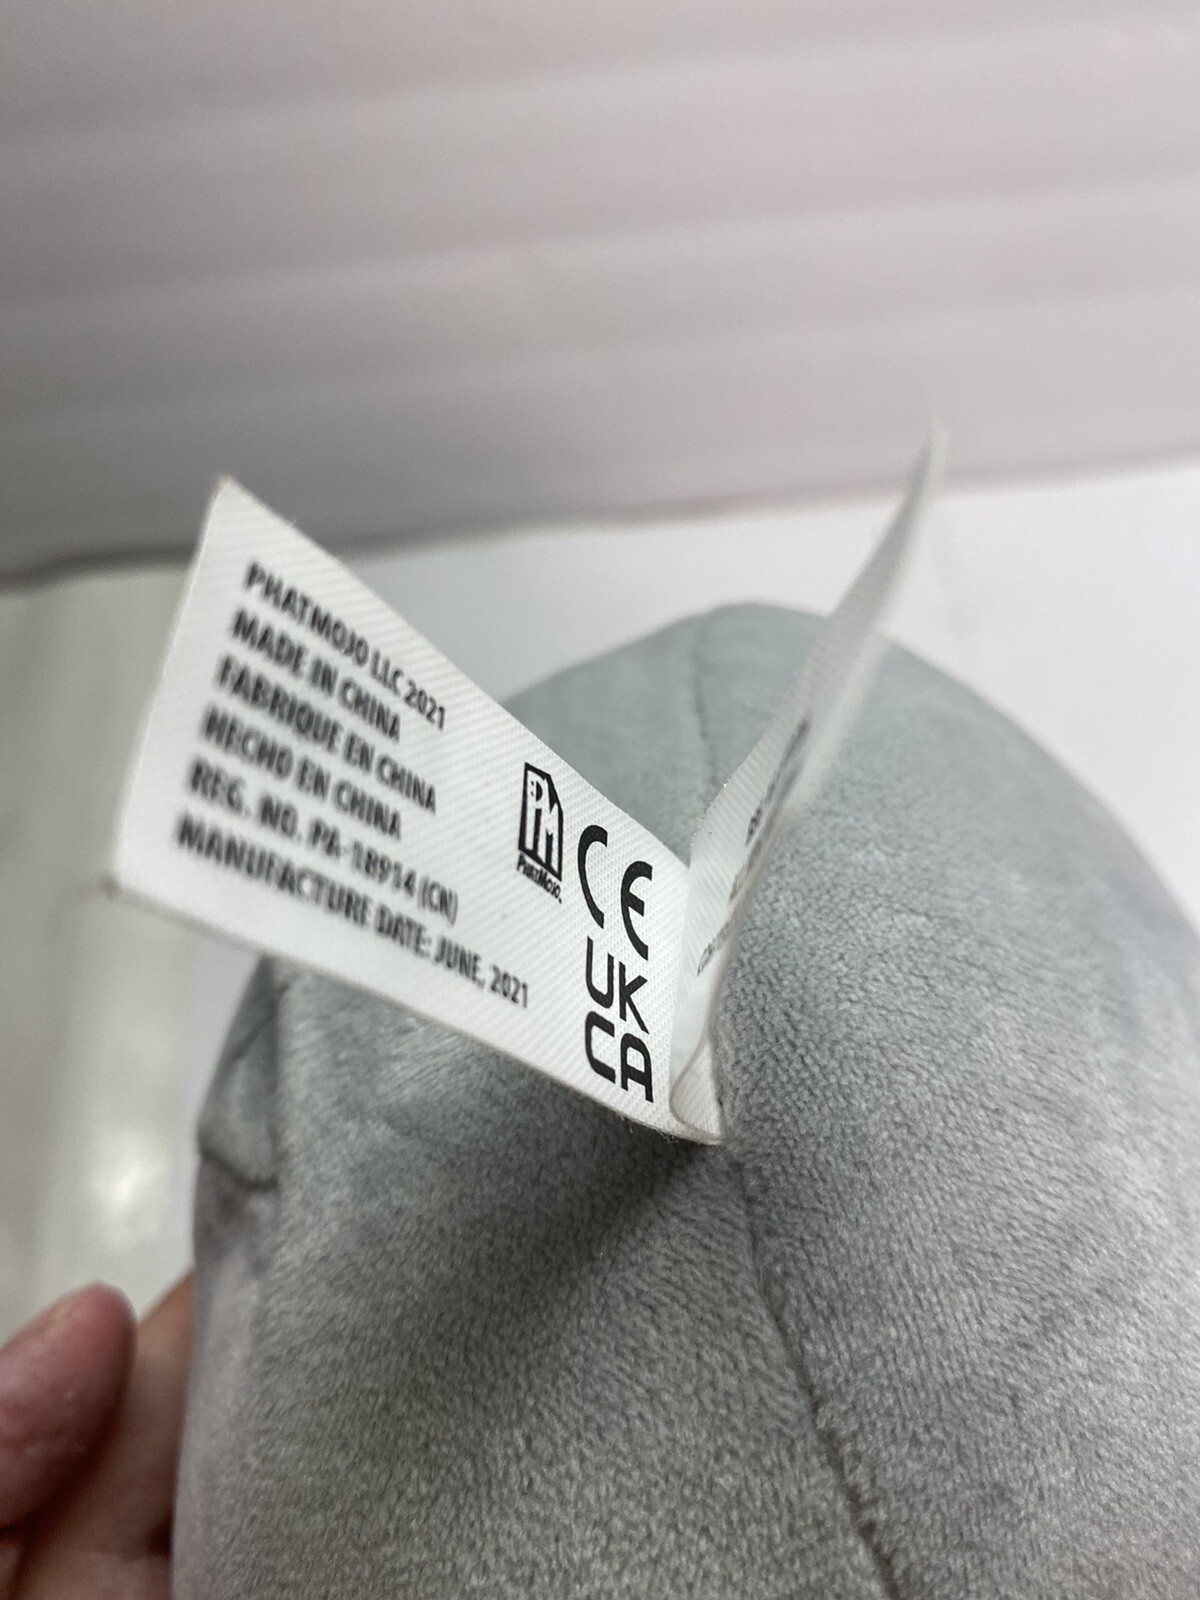 PHATMOJO LLC 2021
MADE IN CHINA
FABRIQUE EN CHINA
HECHO EN CHINA
REG. NO. PA-18914 (CN)
MANUFACTURE DATE: JUNE, 2021
PM
PHATMOJO.
CE
UK
CA